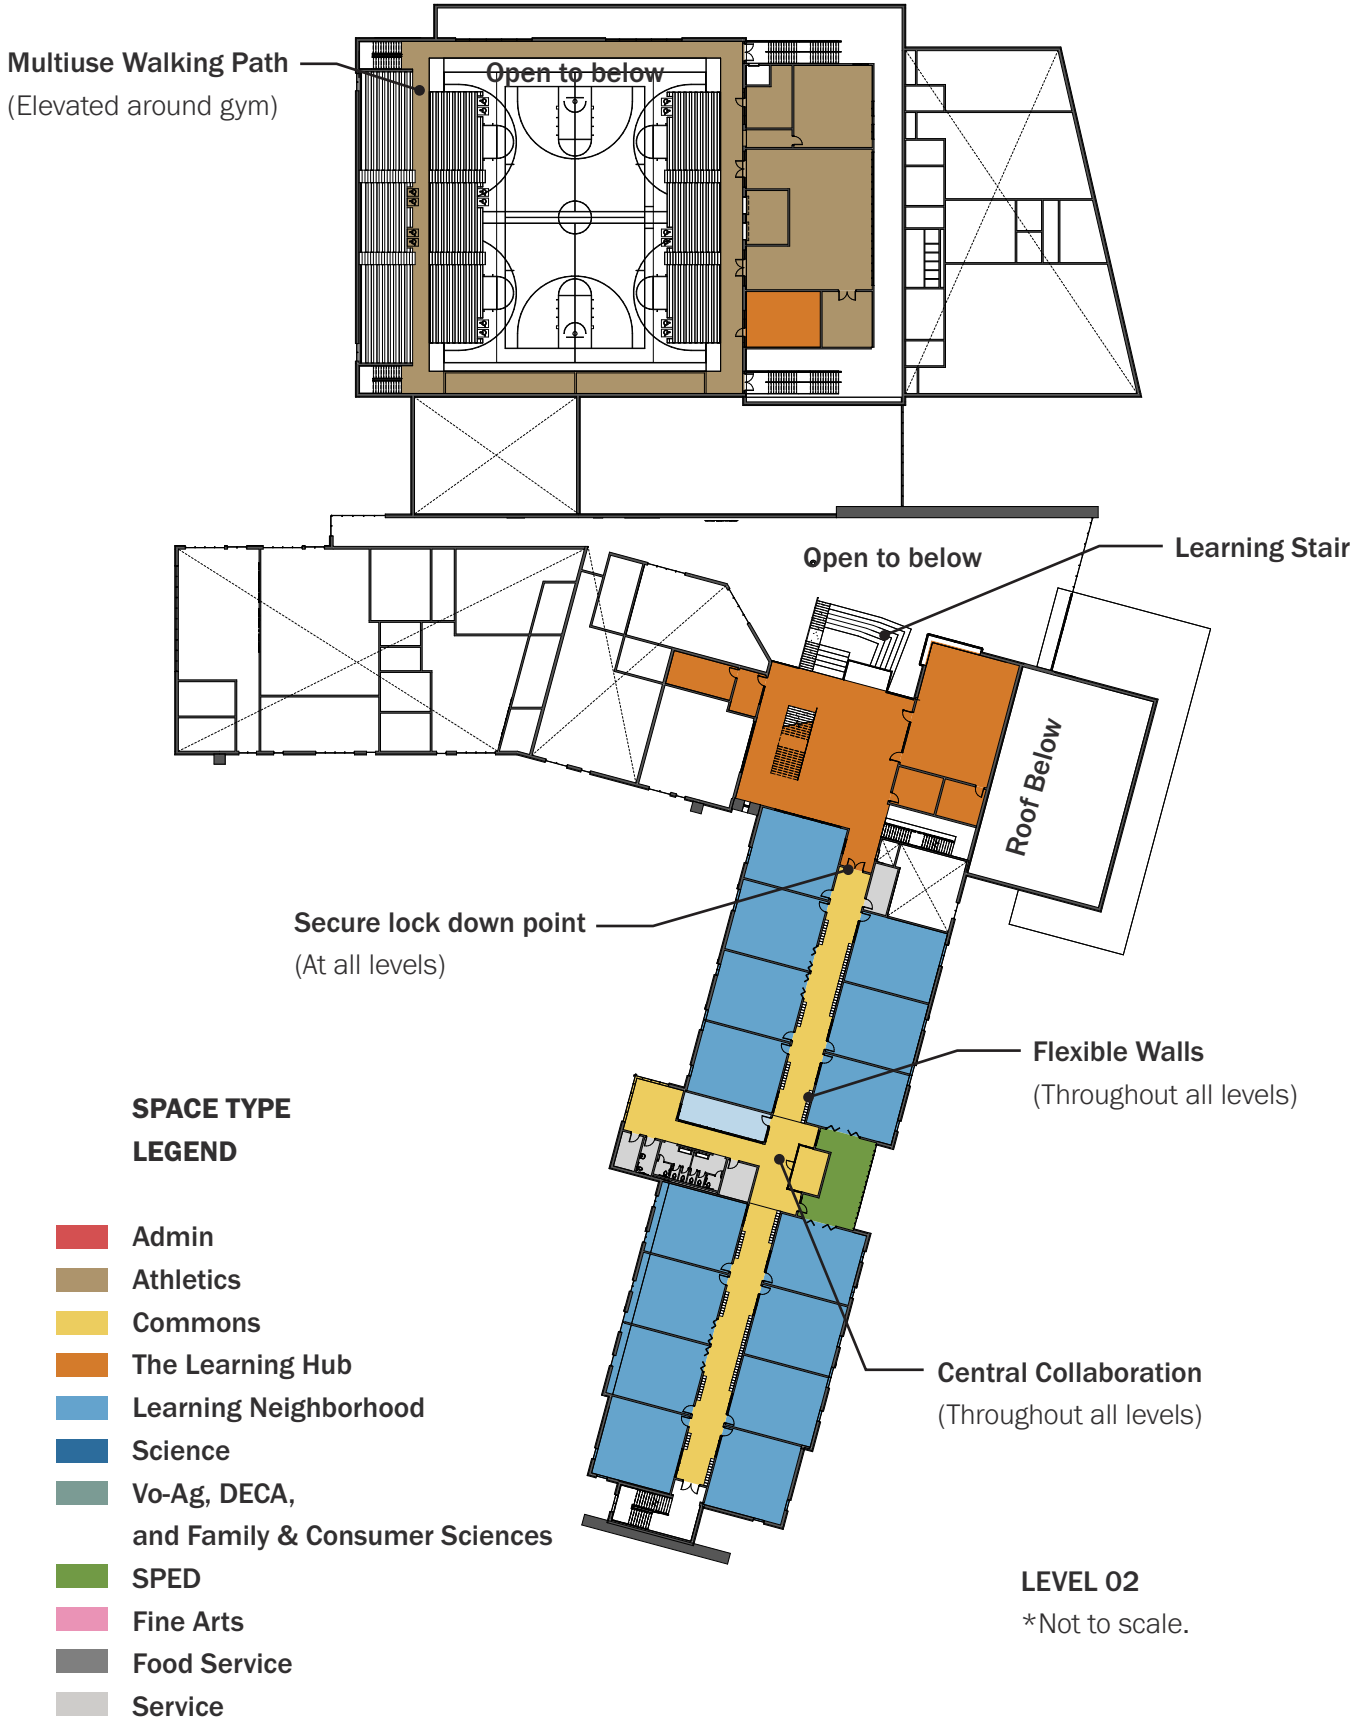 Multiuse Walking Path
(Elevated around gym)
Open to below
Open to below
Learning Stair
Roof Below
Secure lock down point
(At all levels)
Flexible Walls
(Throughout all levels)
Central Collaboration
(Throughout all levels)
SPACE TYPE
LEGEND
Admin
Athletics
Commons
The Learning Hub
Learning Neighborhood
Science
Vo-Ag, DECA,
and Family & Consumer Sciences
SPED
Fine Arts
Food Service
Service
LEVEL 02
*Not to scale.